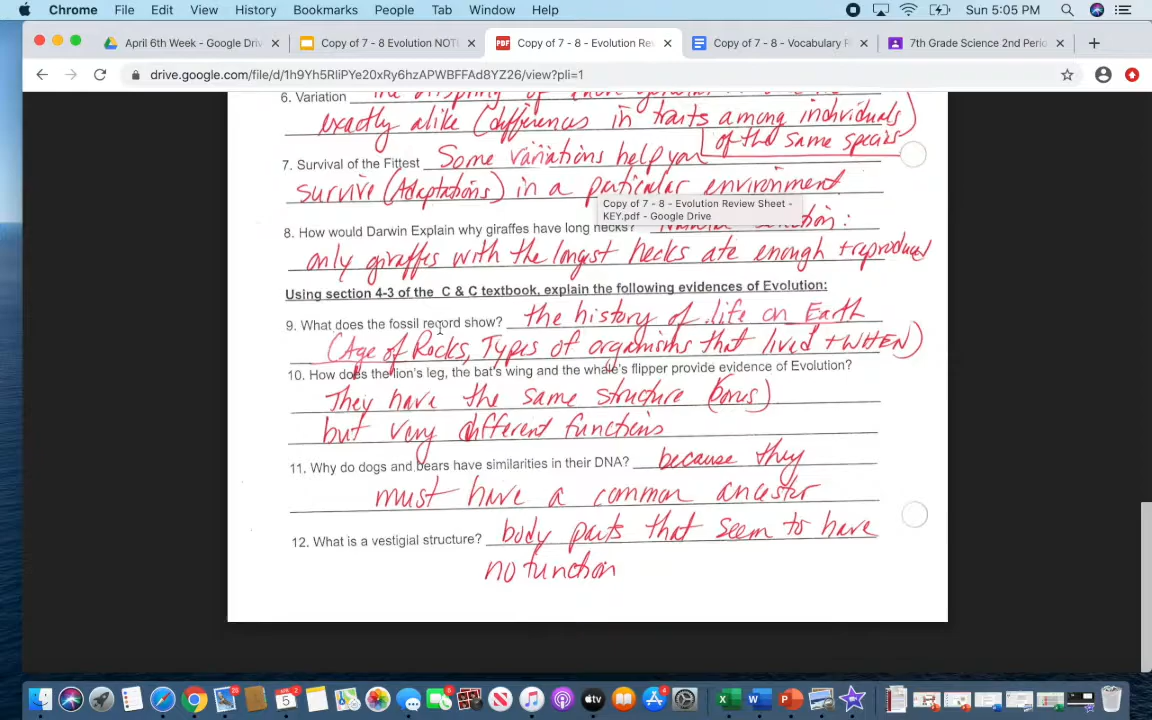 Chrome File Edit View History Bookmarks People Tab Window Help Sun 5:05 PM
April 6th Week - Google Driv Copy of 7 - 8 Evolution NOT Copy of 7 - 8 - Evolution Re Copy of 7 - 8 - Vocabulary 7th Grade Science 2nd Perio
drive.google.com/file/d/1h9Yh5RliPYe20xRy6hzAPWBFFAd8YZ26/view?pli=1
6. Variation
exactly alike (differences in traits among individuals
of the same species)
7. Survival of the Fittest Some variations help you
survive (Adaptations) in a particular environment
Copy of 7 - 8 - Evolution Review Sheet -
KEY.pdf - Google Drive
8. How would Darwin Explain why giraffes have long necks?
only giraffes with the longest necks ate enough + reproduced
Using section 4-3 of the C & C textbook, explain the following evidences of Evolution:
9. What does the fossil record show? the history of life on Earth
(Age of Rocks, Types of organisms that lived + WHEN)
10. How does the lion's leg, the bat's wing and the whale's flipper provide evidence of Evolution?
They have the same structure (bones)
but very different functions
11. Why do dogs and bears have similarities in their DNA? because they
must have a common ancestor
12. What is a vestigial structure? body parts that seem to have
no function